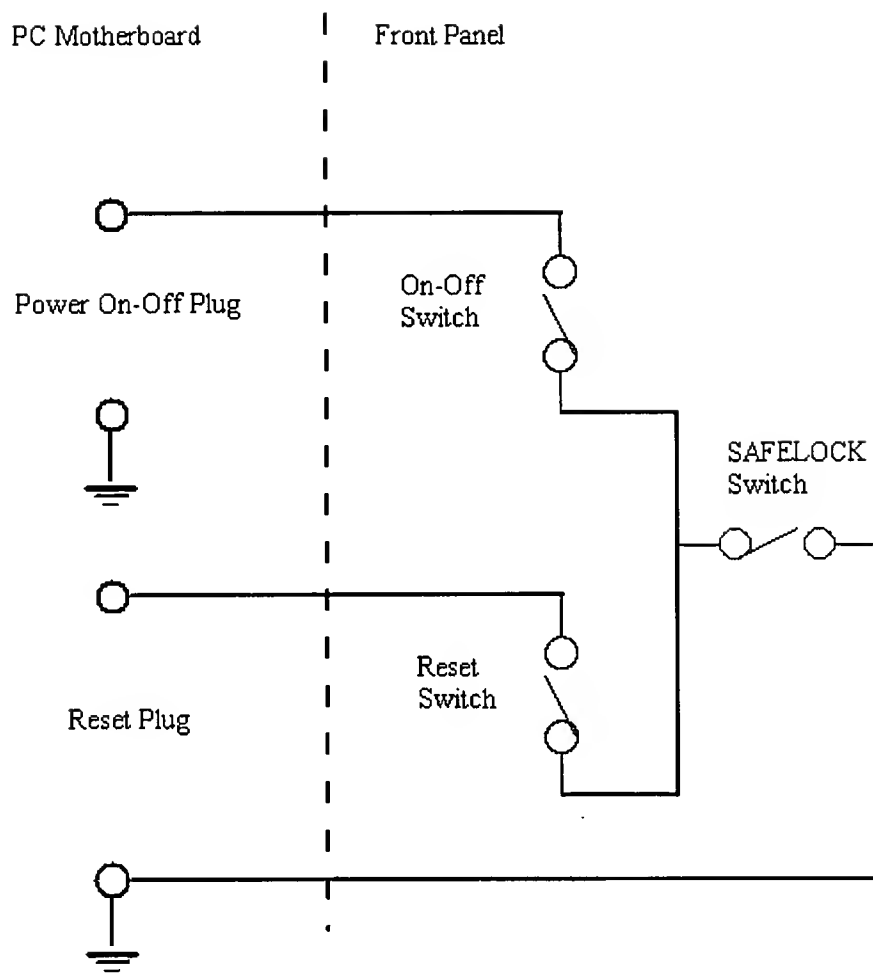 PC Motherboard
Front Panel
Power On-Off Plug
On-Off
Switch
SAFELOCK
Switch
Reset
Switch
Reset Plug